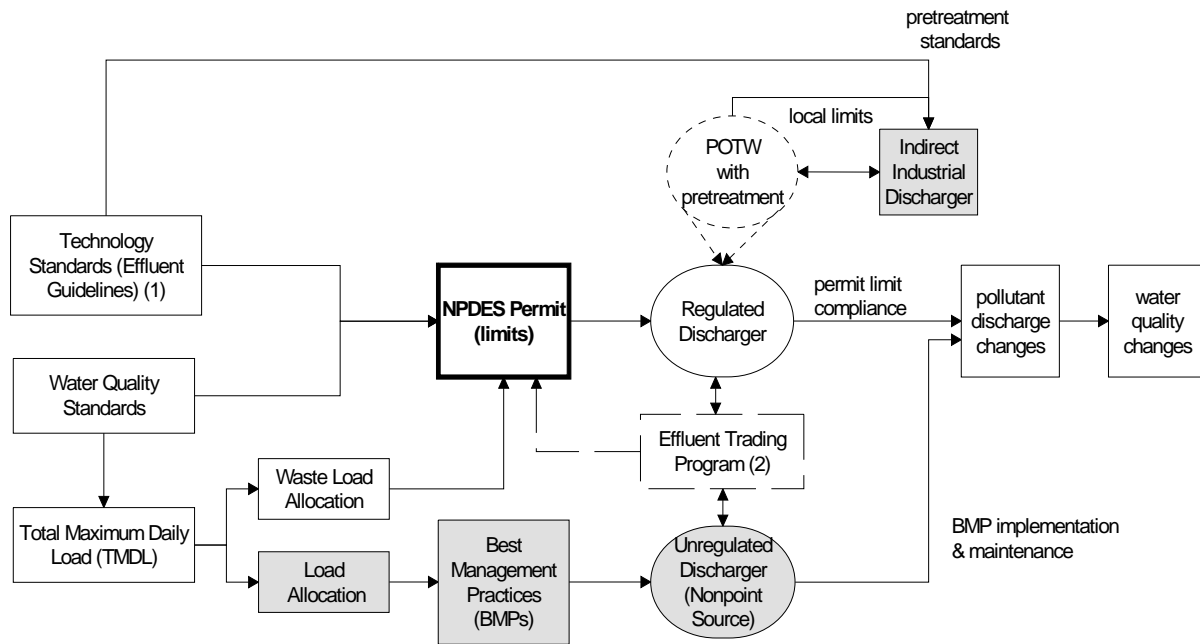 pretreatment
standards
local limits
POTW
with
pretreatment
Indirect
Industrial
Discharger
Technology
Standards (Effluent
Guidelines) (1)
NPDES Permit
(limits)
Regulated
Discharger
permit limit
compliance
pollutant
discharge
changes
water
quality
changes
Water Quality
Standards
Effluent Trading
Program (2)
Waste Load
Allocation
Total Maximum Daily
Load (TMDL)
Load
Allocation
Best
Management
Practices
(BMPs)
Unregulated
Discharger
(Nonpoint
Source)
BMP implementation
& maintenance